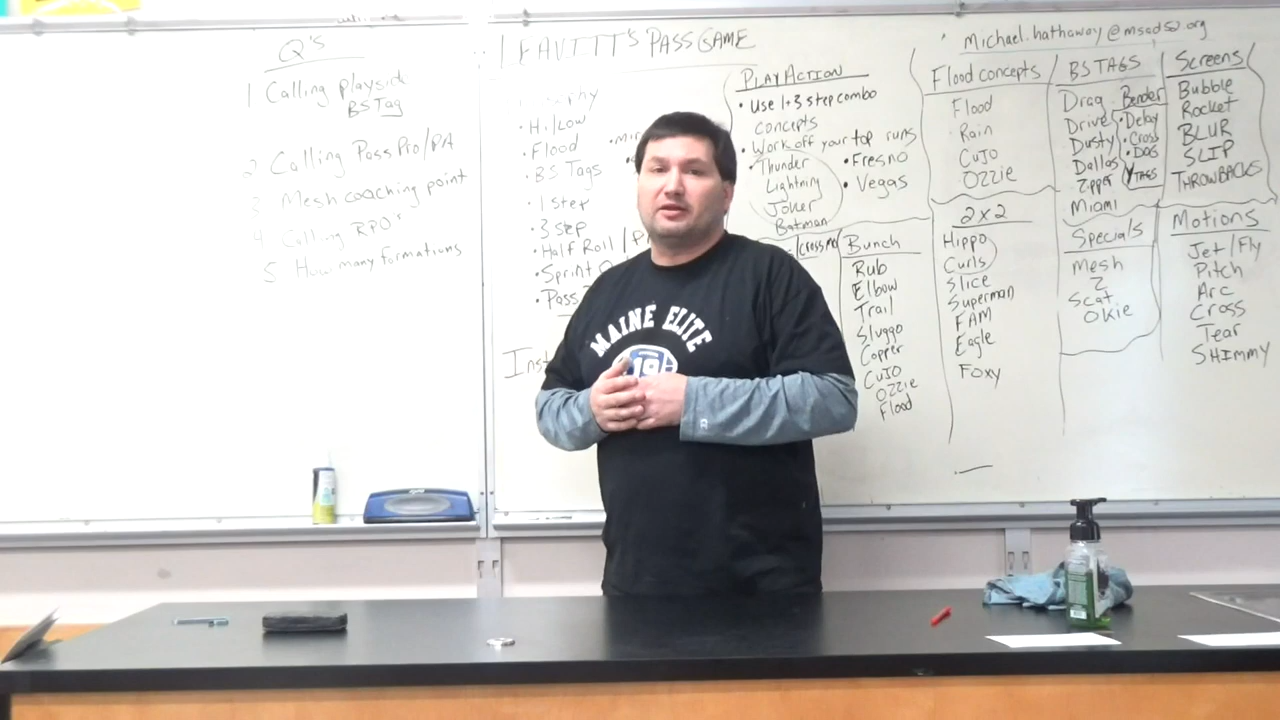 Q's
1 Calling playside
BS Tag
2 Calling Pass Pro/PA
3 Mesh coaching point
4 Calling RPO's
5 How many formations
LEAVITT'S PASS GAME
• H./Low
• Flood
• BS Tags
• 1 step
• 3 step
• Half Roll /
• Sprint
• Pass
MAINE ELITE
19
PLAY ACTION
• Use 1+3 step combo
concepts
• Work off your top runs
• Thunder
Lightning
Joker
Batman
• Fresno
• Vegas
Bunch
Rub
Elbow
Trail
Sluggo
Copper
CUJO
OZZIE
Flood
Michael.hathaway@msad52.org
Flood concepts
Flood
Rain
CUJO
OZZIE
2x2
Hippo
Curls
Slice
Superman
FAM
Eagle
Foxy
BS TAGS
Drag
Drive
Dusty
Dallas
Zipper
Miami
Bender
• Delay
• Cross
• DAS
YTAGS
Specials
Mesh
Z
Scat
Okie
Screens
Bubble
Rocket
BLUR
SLIP
THROWBACKS
Motions
Jet/Fly
Pitch
Arc
Cross
Tear
SHIMMY